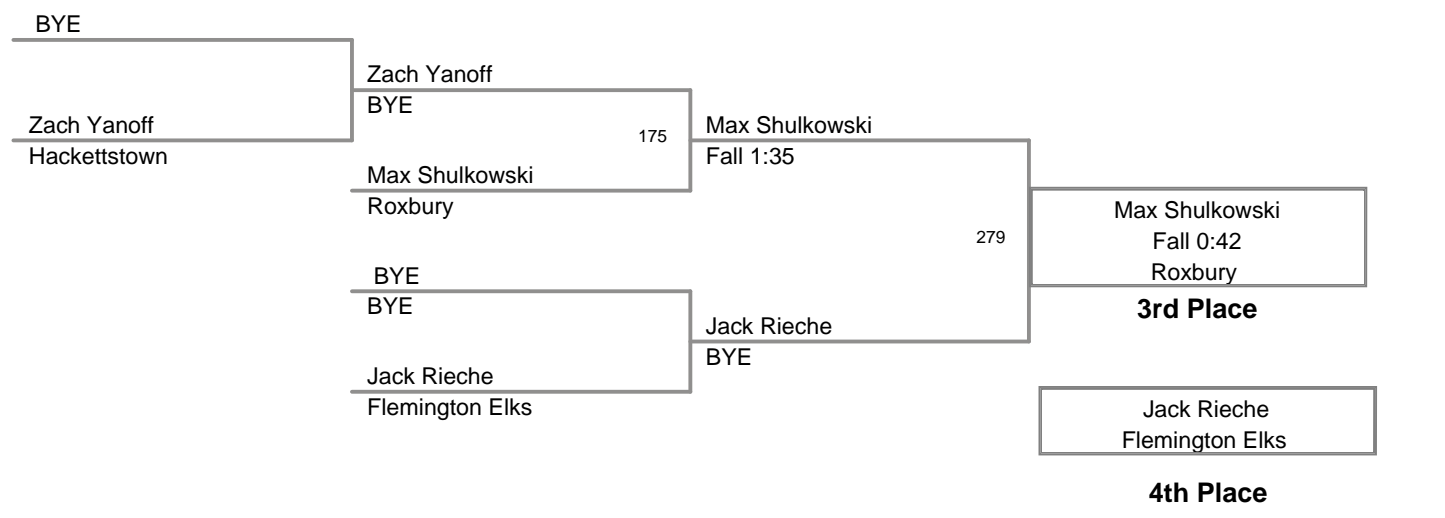 BYE
Zach Yanoff
Hackettstown
Zach Yanoff
BYE
175
Max Shulkowski
Roxbury
BYE
BYE
Jack Rieche
Flemington Elks
Max Shulkowski
Fall 1:35
279
Jack Rieche
BYE
Max Shulkowski
Fall 0:42
Roxbury
3rd Place
Jack Rieche
Flemington Elks
4th Place